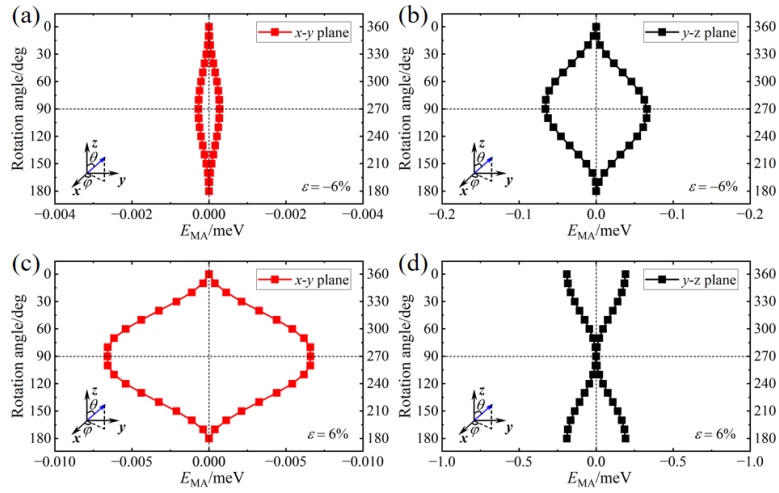 (a)
x-y plane
Rotation angle/deg
0
30
60
90
120
150
180
360
330
300
270
240
210
180
z
θ
φ
x
y
ε = −6%
−0.004
−0.002
0.000
−0.002
−0.004
E_MA/meV
(b)
y-z plane
Rotation angle/deg
0
30
60
90
120
150
180
360
330
300
270
240
210
180
z
θ
φ
x
y
ε = −6%
−0.2
−0.1
0.0
−0.1
−0.2
E_MA/meV
(c)
x-y plane
Rotation angle/deg
0
30
60
90
120
150
180
360
330
300
270
240
210
180
z
θ
φ
x
y
ε = 6%
−0.010
−0.005
0.000
−0.005
−0.010
E_MA/meV
(d)
y-z plane
Rotation angle/deg
0
30
60
90
120
150
180
360
330
300
270
240
210
180
z
θ
φ
x
y
ε = 6%
−1.0
−0.5
0.0
−0.5
−1.0
E_MA/meV